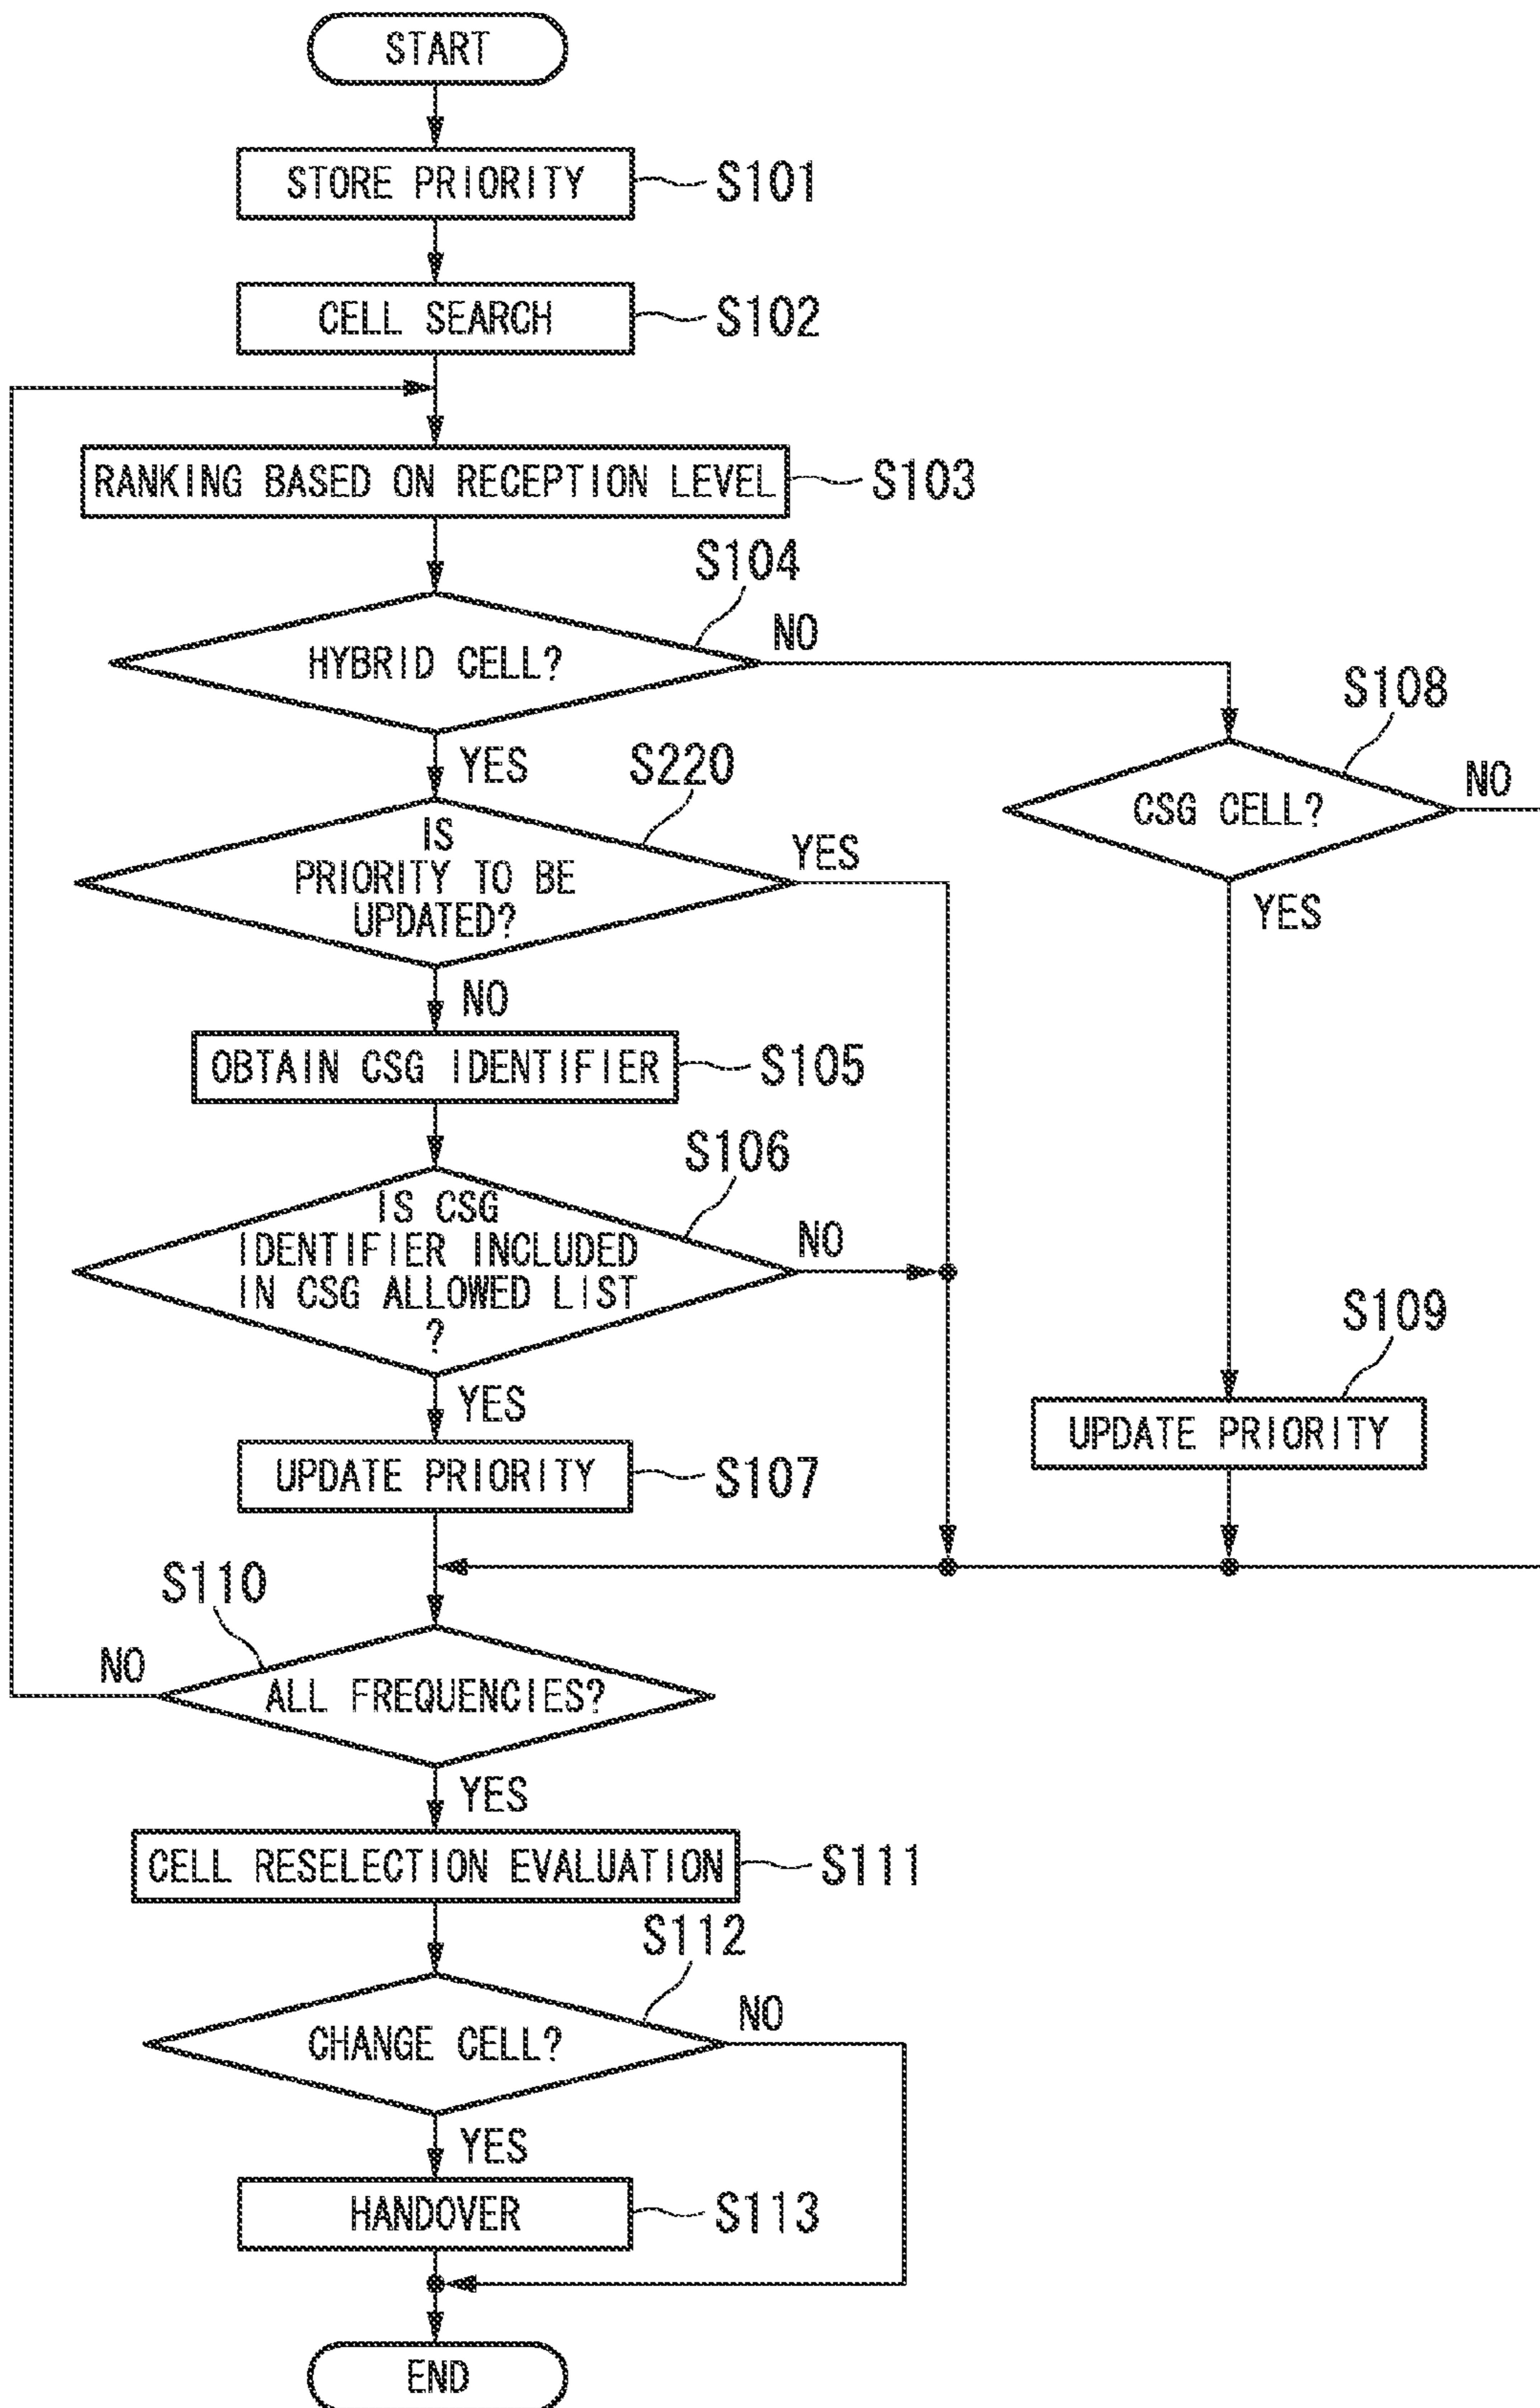 START
STORE PRIORITY
S101
CELL SEARCH
S102
RANKING BASED ON RECEPTION LEVEL
S103
S104
HYBRID CELL?
NO
YES
S108
CSG CELL?
NO
YES
S220
IS
PRIORITY TO BE
UPDATED?
YES
NO
OBTAIN CSG IDENTIFIER
S105
S106
IS CSG
IDENTIFIER INCLUDED
IN CSG ALLOWED LIST
?
NO
YES
S109
UPDATE PRIORITY
UPDATE PRIORITY
S107
S110
NO
ALL FREQUENCIES?
YES
CELL RESELECTION EVALUATION
S111
S112
CHANGE CELL?
NO
YES
HANDOVER
S113
END